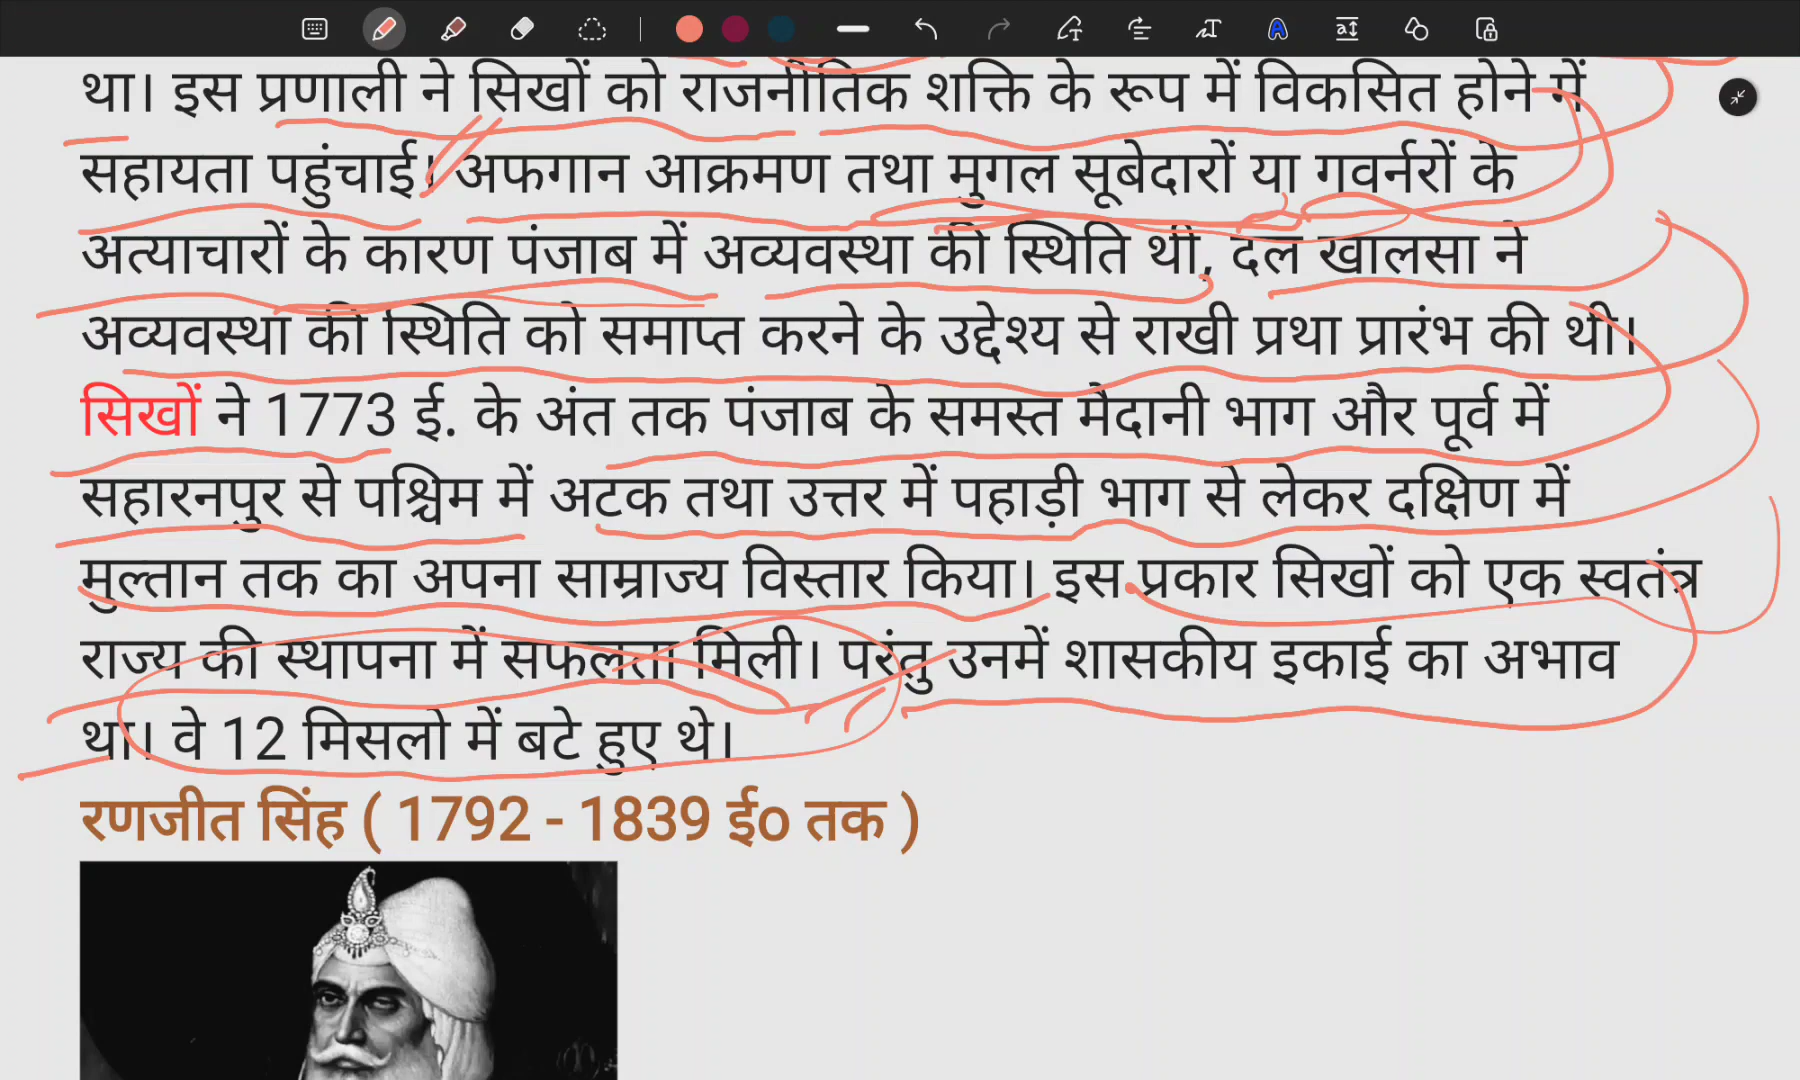 था। इस प्रणाली ने सिखों को राजनीतिक शक्ति के रूप में विकसित होने में
सहायता पहुंचाई। अफगान आक्रमण तथा मुगल सूबेदारों या गवर्नरों के
अत्याचारों के कारण पंजाब में अव्यवस्था की स्थिति थी, दल खालसा ने
अव्यवस्था की स्थिति को समाप्त करने के उद्देश्य से राखी प्रथा प्रारंभ की थी।
सिखों ने 1773 ई. के अंत तक पंजाब के समस्त मैदानी भाग और पूर्व में
सहारनपुर से पश्चिम में अटक तथा उत्तर में पहाड़ी भाग से लेकर दक्षिण में
मुल्तान तक का अपना साम्राज्य विस्तार किया। इस प्रकार सिखों को एक स्वतंत्र
राज्य की स्थापना में सफलता मिली। परंतु उनमें शासकीय इकाई का अभाव
था। वे 12 मिसलो में बटे हुए थे।
रणजीत सिंह ( 1792 - 1839 ईo तक )